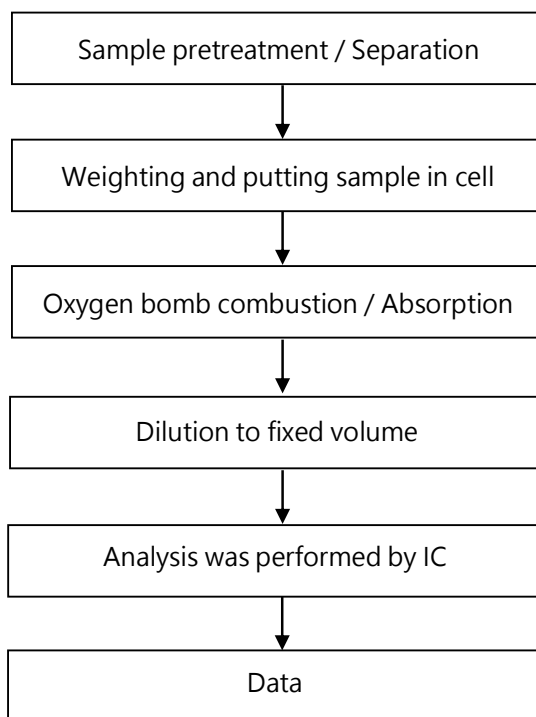 Sample pretreatment / Separation
Weighting and putting sample in cell
Oxygen bomb combustion / Absorption
Dilution to fixed volume
Analysis was performed by IC
Data